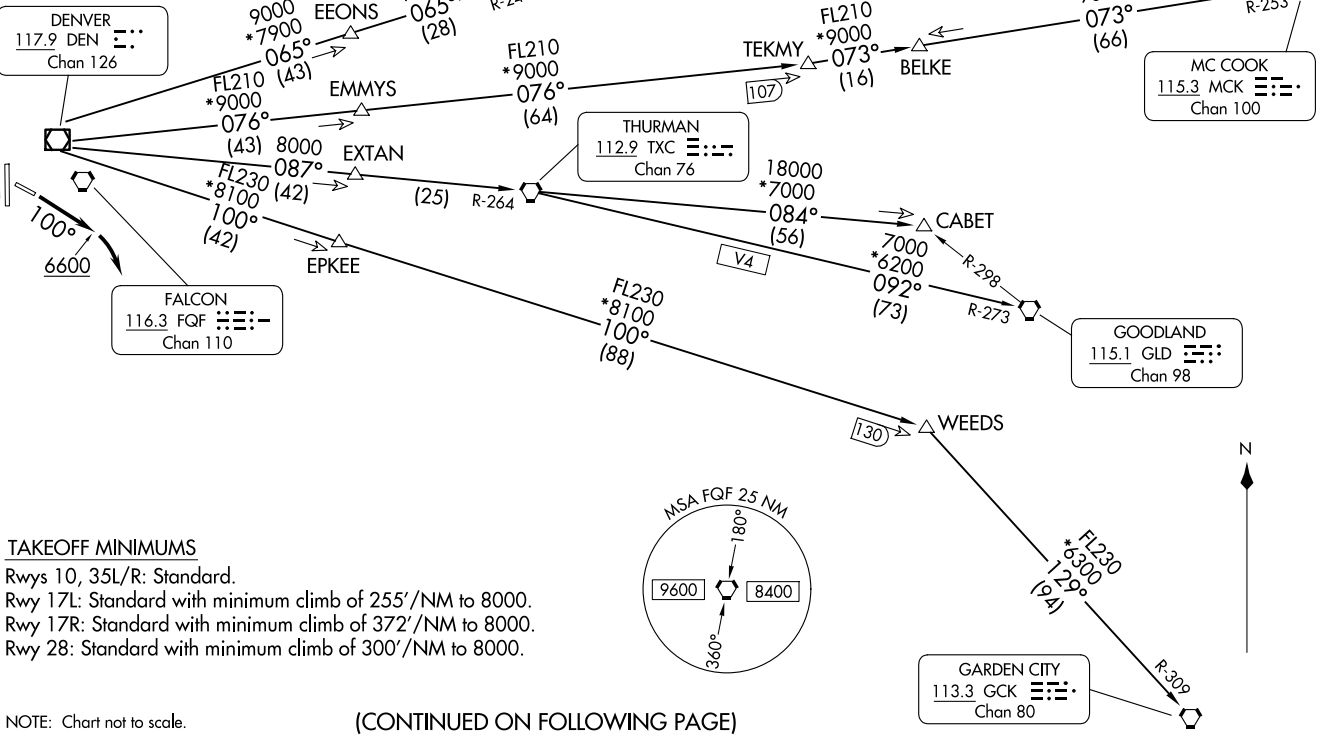 DENVER
117.9 DEN
Chan 126
9000
*7900
065°
(43)
EEONS
065°
(28)
FL210
*9000
076°
(43)
EMMYS
FL210
*9000
076°
(64)
TEKMY
107
FL210
*9000
073°
(16)
BELKE
073°
(66)
R-253
MC COOK
115.3 MCK
Chan 100
8000
087°
(42)
EXTAN
(25)
R-264
THURMAN
112.9 TXC
Chan 76
18000
*7000
084°
(56)
CABET
V4
7000
*6200
092°
(73)
R-298
R-273
GOODLAND
115.1 GLD
Chan 98
FL230
*8100
100°
(42)
EPKEE
100°
6600
FALCON
116.3 FQF
Chan 110
FL230
*8100
100°
(88)
130
WEEDS
N
FL230
*6300
129°
(94)
R-309
GARDEN CITY
113.3 GCK
Chan 80
MSA FQF 25 NM
180°
9600
8400
360°
TAKEOFF MINIMUMS
Rwys 10, 35L/R: Standard.
Rwy 17L: Standard with minimum climb of 255'/NM to 8000.
Rwy 17R: Standard with minimum climb of 372'/NM to 8000.
Rwy 28: Standard with minimum climb of 300'/NM to 8000.
NOTE: Chart not to scale.
(CONTINUED ON FOLLOWING PAGE)